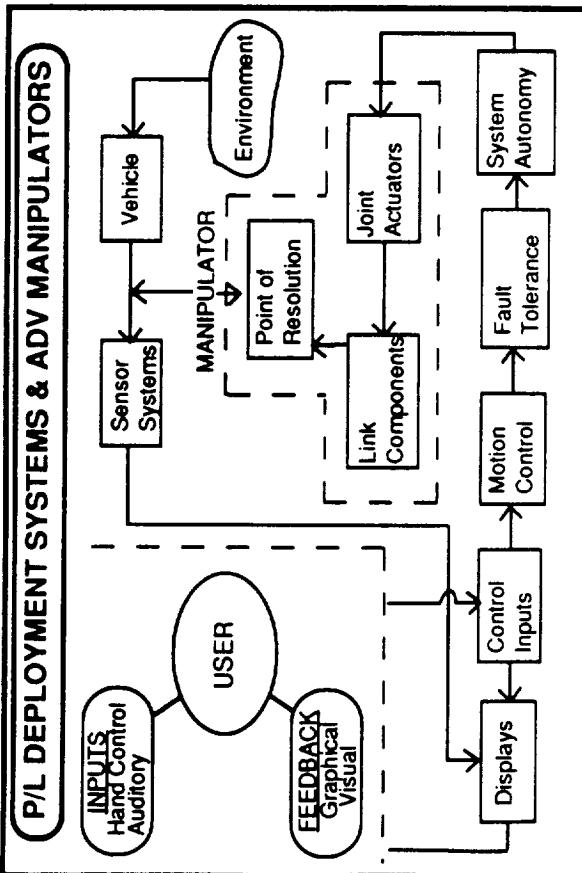 P/L DEPLOYMENT SYSTEMS & ADV MANIPULATORS
INPUTS
Hand Control
Auditory
USER
FEEDBACK
Graphical
Visual
Sensor
Systems
Vehicle
Environment
MANIPULATOR
Point of
Resolution
Link
Components
Joint
Actuators
Displays
Control
Inputs
Motion
Control
Fault
Tolerance
System
Autonomy